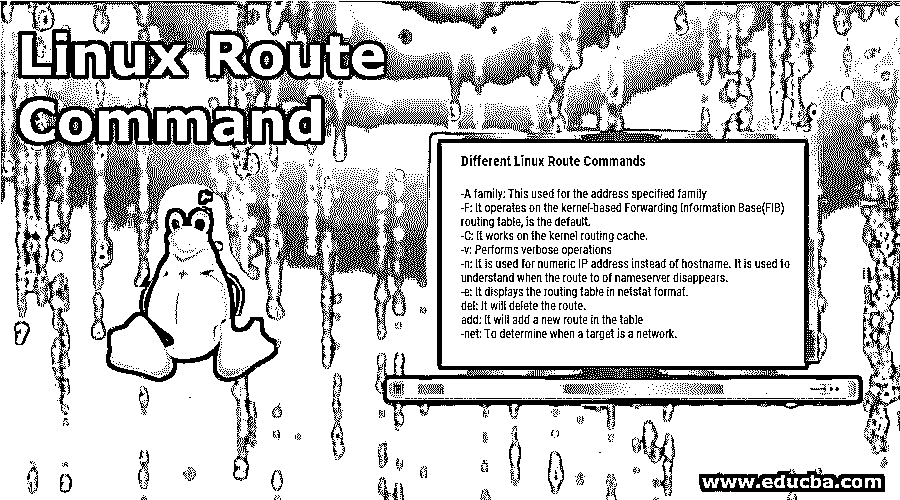 Linux Route
Command
Different Linux Route Commands
-A family: This used for the address specified family
-F: It operates on the kernel-based Forwarding Information Base(FIB)
routing table, is the default.
-C: It works on the kernel routing cache.
-v: Performs verbose operations
-n: It is used for numeric IP address instead of hostname. It is used to
understand when the route to of nameserver disappears.
-e: It displays the routing table in netstat format.
del: It will delete the route.
add: It will add a new route in the table
-net: To determine when a target is a network.
www.educba.com